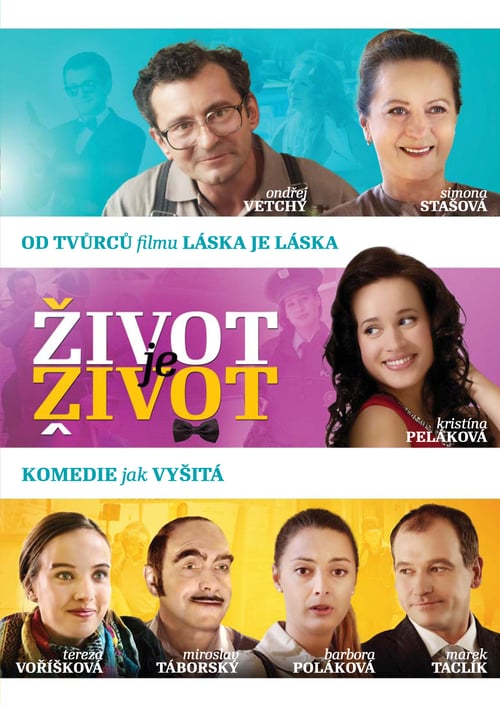 ondřej
VETCHÝ
simona
STAŠOVÁ
OD TVŮRCŮ filmu LÁSKA JE LÁSKA
ŽIVOT
je
ŽIVOT
kristína
PELÁKOVÁ
KOMEDIE jak VYŠITÁ
tereza
VOŘÍŠKOVÁ
miroslav
TÁBORSKÝ
barbora
POLÁKOVÁ
marek
TACLÍK